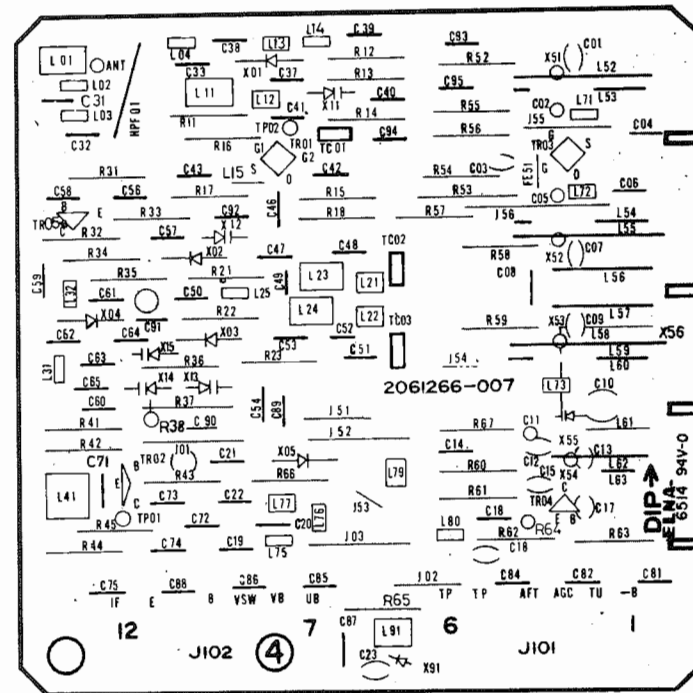 L01 ANT L04 C38 L13 L14 C39 C93 X51 C01
L02 C33 X01 R12 R52 L52
C31 L11 C37 R13 C95 L53
L03 HPF01 L12 X11 C40 R55 C02 L71
C32 R11 C41 R14 J55 C04
R16 TP02 TC01 C94 R56 G
G1 TR01 G2 TR03 S
R31 C43 L15 S D C42 R54 C03 FE51 G D
C58 C56 R17 R15 R53 C05 L72 C06
B E R33 C92 C46 R18 R57 J56 L54
TR05 C R32 C57 X12 L55
R34 X02 C47 C48 TC02 R58 X52 C07
C59 R35 R21 C49 L23 L21 C08 L56
L32 C61 C50 L25
X04 C91 R22 L24 L22 R59 X53 C09 L57
C62 C64 X03 C53 C52 TC03 L58 X56
X15 R23 C51 L59
L31 C63 R36 J54 L60
C65 X14 X13 2061266-007 L73 C10
C60 R37 C54 C89 J51
R41 R38 C90 J52 R67 C11 L61
R42 J01 C14 X55 C13
C71 B TR02 C21 X05 L79 R60 C12 X54 L62
L41 E R43 R66 C15 C L63
C C73 C22 L77 J53 R61 TR04 C17
R45 TP01 C72 C20 L76 L80 C18 E B
R62 R64 R63
R44 C74 C19 L75 J03 C18
DIP
ELNA-
6514 94V-0
C75 C88 C86 C85 J02 C84 C82 C81
IF E B VSW VB UB TP TP AFT AGC TU -B
R65
12 7 C87 L91 6 1
J102 4 J101
C23 X91